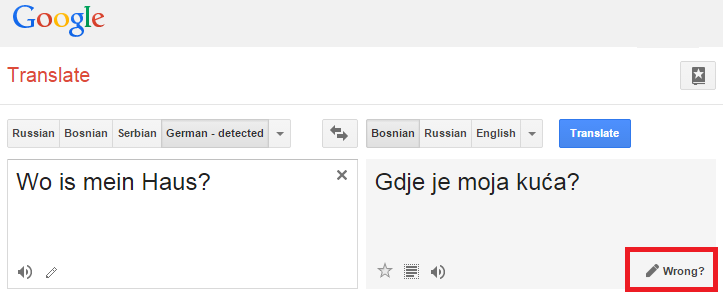 Google
Translate
Russian Bosnian Serbian German - detected Bosnian Russian English Translate
Wo is mein Haus? Gdje je moja kuća?
Wrong?